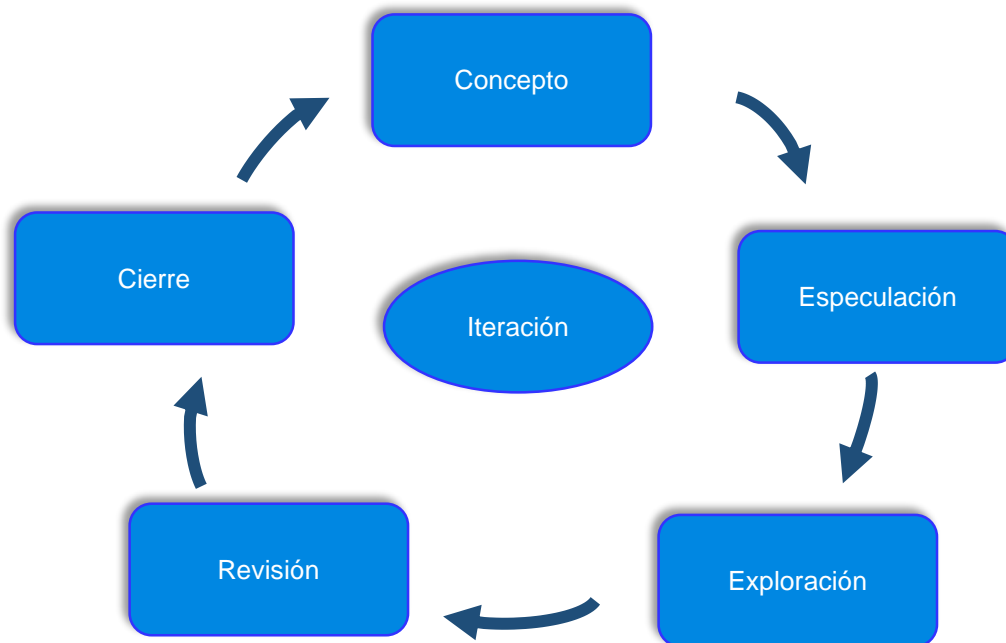 Concepto
Especulación
Exploración
Revisión
Cierre
Iteración